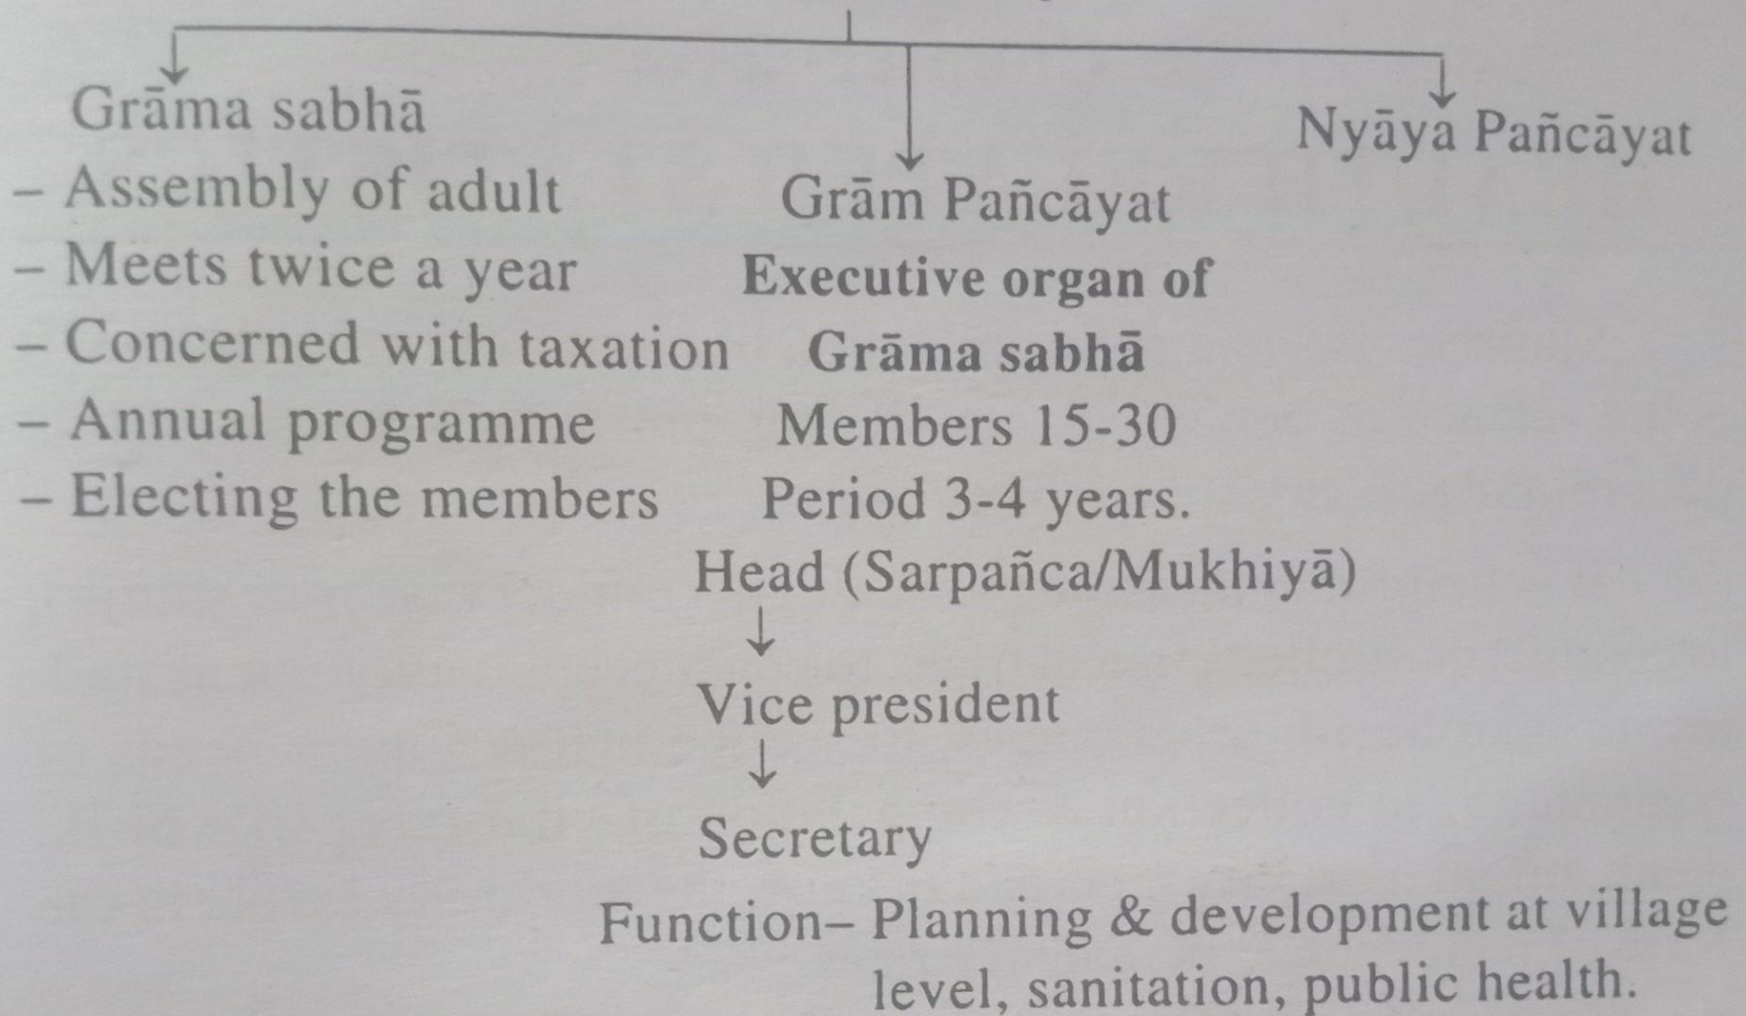 Grāma sabhā
– Assembly of adult
– Meets twice a year
– Concerned with taxation
– Annual programme
– Electing the members
Grām Pañcāyat
Executive organ of
Grāma sabhā
Members 15-30
Period 3-4 years.
Head (Sarpañca/Mukhiyā)
↓
Vice president
↓
Secretary
Function– Planning & development at village
level, sanitation, public health.
Nyāya Pañcāyat